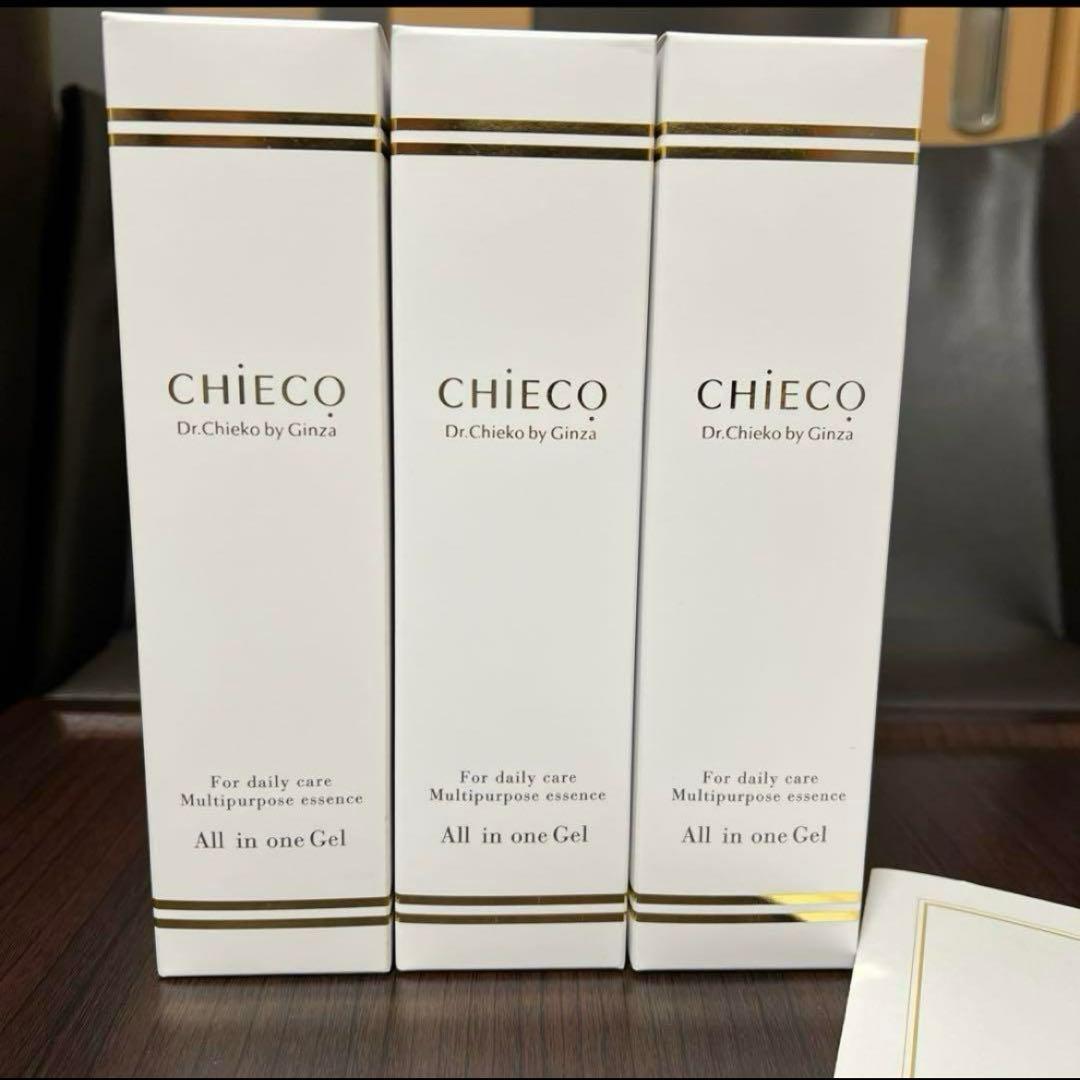 CHiECO
Dr.Chieko by Ginza
For daily care
Multipurpose essence
All in one Gel
CHiECO
Dr.Chieko by Ginza
For daily care
Multipurpose essence
All in one Gel
CHiECO
Dr.Chieko by Ginza
For daily care
Multipurpose essence
All in one Gel